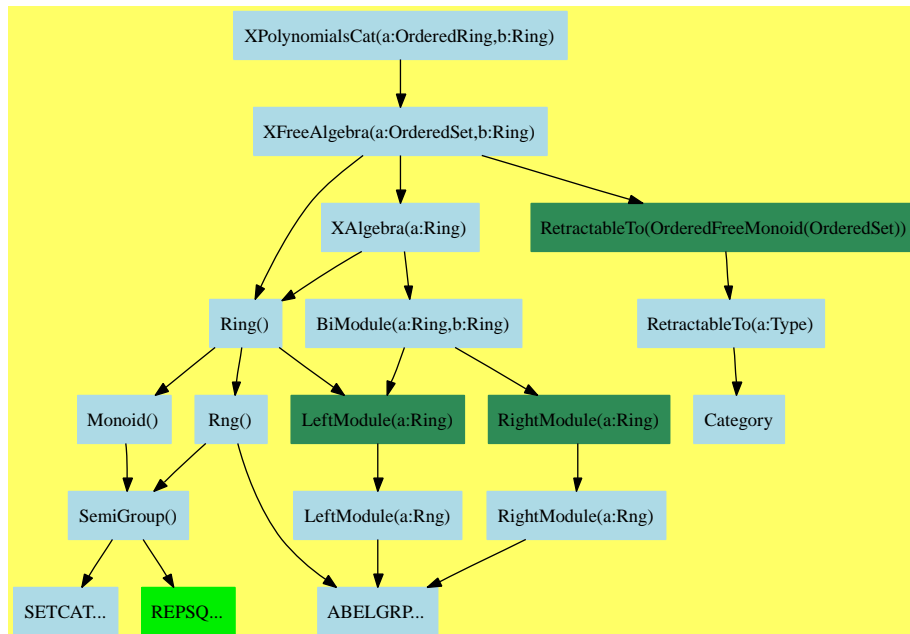 XPolynomialsCat(a:OrderedRing,b:Ring)
XFreeAlgebra(a:OrderedSet,b:Ring)
XAlgebra(a:Ring)
RetractableTo(OrderedFreeMonoid(OrderedSet))
Ring()
BiModule(a:Ring,b:Ring)
RetractableTo(a:Type)
Monoid()
Rng()
LeftModule(a:Ring)
RightModule(a:Ring)
Category
SemiGroup()
LeftModule(a:Rng)
RightModule(a:Rng)
SETCAT...
REPSQ...
ABELGRP...